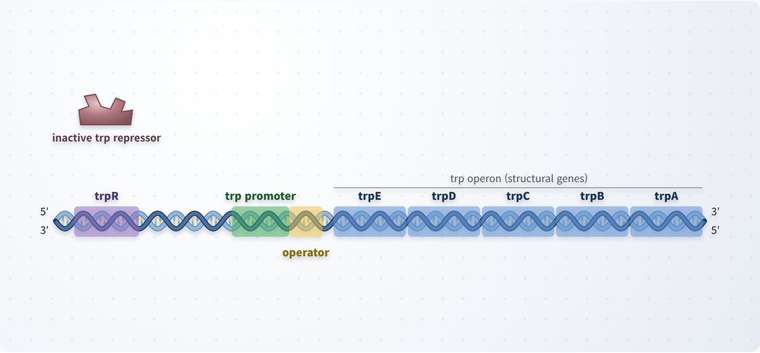 inactive trp repressor
trp operon (structural genes)
trpR
trp promoter
trpE
trpD
trpC
trpB
trpA
5′
3′
3′
5′
operator